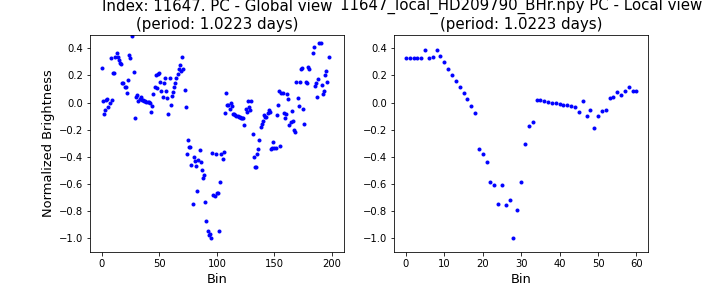 Index: 11647. PC - Global view
(period: 1.0223 days)
11647_local_HD209790_BHr.npy PC - Local view
(period: 1.0223 days)
Normalized Brightness
0.4
0.2
0.0
−0.2
−0.4
−0.6
−0.8
−1.0
0 50 100 150 200
Bin
0.4
0.2
0.0
−0.2
−0.4
−0.6
−0.8
−1.0
0 10 20 30 40 50 60
Bin